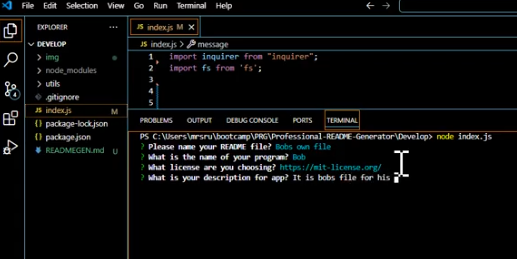 File Edit Selection View Go Run Terminal Help
EXPLORER
DEVELOP
img
node_modules
utils
.gitignore
index.js M
package-lock.json
package.json
READMEGEN.md U
index.js M
index.js > message
1 import inquirer from "inquirer";
2 import fs from 'fs';
3
4
5
PROBLEMS OUTPUT DEBUG CONSOLE PORTS TERMINAL
PS C:\Users\mrsru\bootcamp\PRG\Professional-README-Generator\Develop> node index.js
? Please name your README file? Bobs own file
? What is the name of your program? Bob
? What license are you choosing? https://mit-license.org/
? What is your description for app? It is bobs file for his